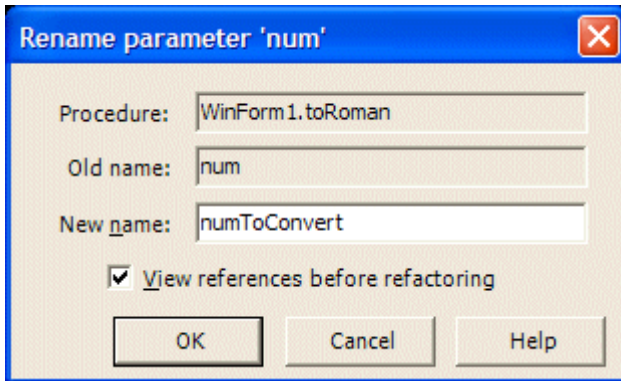 Rename parameter 'num'
Procedure: WinForm1.toRoman
Old name: num
New name: numToConvert
View references before refactoring
OK Cancel Help